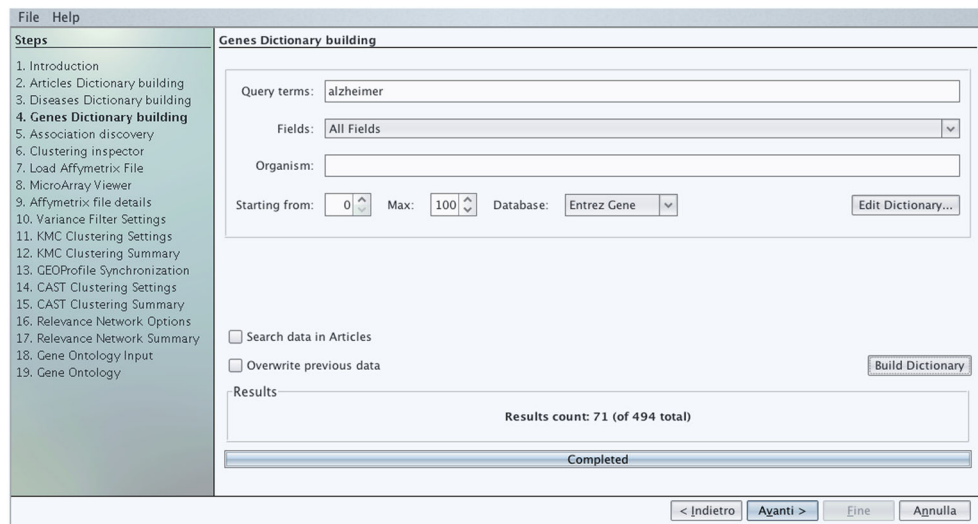 File Help
Steps
1. Introduction
2. Articles Dictionary building
3. Diseases Dictionary building
4. Genes Dictionary building
5. Association discovery
6. Clustering inspector
7. Load Affymetrix File
8. MicroArray Viewer
9. Affymetrix file details
10. Variance Filter Settings
11. KMC Clustering Settings
12. KMC Clustering Summary
13. GEOProfile Synchronization
14. CAST Clustering Settings
15. CAST Clustering Summary
16. Relevance Network Options
17. Relevance Network Summary
18. Gene Ontology Input
19. Gene Ontology
Genes Dictionary building
Query terms: alzheimer
Fields: All Fields
Organism:
Starting from: 0 Max: 100 Database: Entrez Gene Edit Dictionary...
Search data in Articles
Overwrite previous data
Build Dictionary
Results
Results count: 71 (of 494 total)
Completed
< Indietro Avanti > Fine Annulla